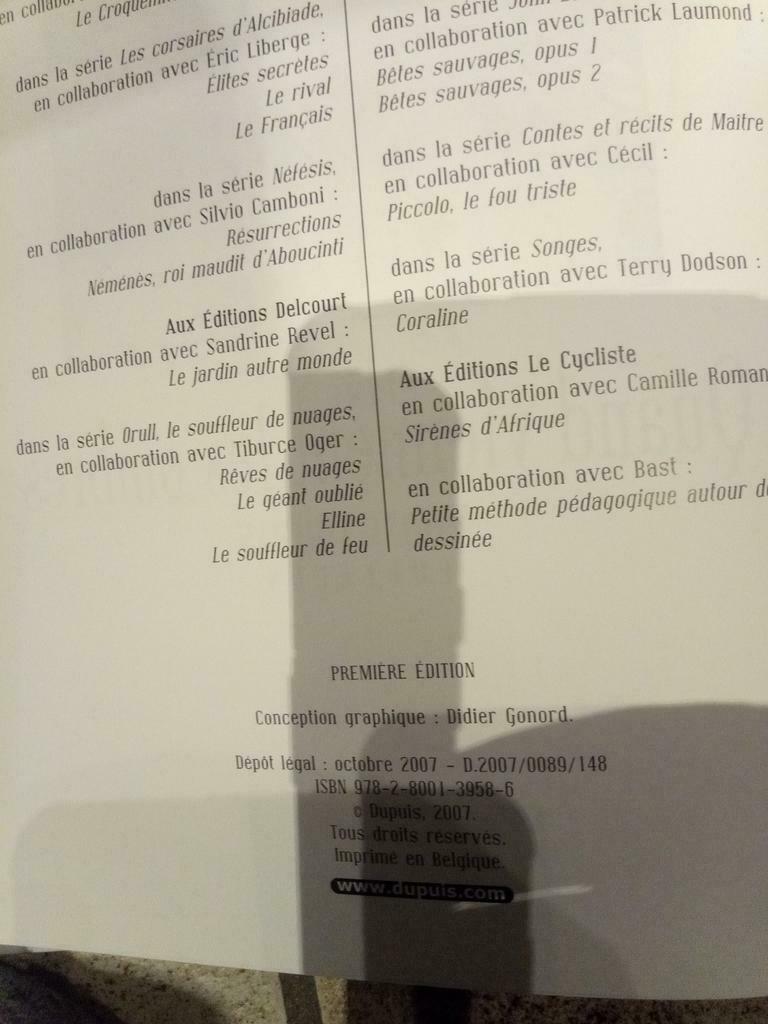 Le
dans la série Les corsaires d'Alcibiade,
en collaboration avec Éric Liberge :
Élites secrètes
Le rival
Le Français
dans la série Néfésis,
en collaboration avec Silvio Camboni :
Résurrections
Néménès, roi maudit d'Aboucinti
Aux Éditions Delcourt
en collaboration avec Sandrine Revel :
Le jardin autre monde
dans la série Orull, le souffleur de nuages,
en collaboration avec Tiburce Oger :
Rêves de nuages
Le géant oublié
Elline
Le souffleur de feu
dans la série
en collaboration avec Patrick Laumond :
Bêtes sauvages, opus 1
Bêtes sauvages, opus 2
dans la série Contes et récits de Maitre
en collaboration avec Cécil :
Piccolo, le fou triste
dans la série Songes,
en collaboration avec Terry Dodson :
Coraline
Aux Éditions Le Cycliste
en collaboration avec Camille Roman
Sirènes d'Afrique
en collaboration avec Bast :
Petite méthode pédagogique autour
dessinée
PREMIÈRE ÉDITION
Conception graphique : Didier Gonord.
Dépôt légal : octobre 2007 – D.2007/0089/148
ISBN 978-2-8001-3958-6
© Dupuis, 2007.
Tous droits réservés.
Imprimé en Belgique.
www.dupuis.com